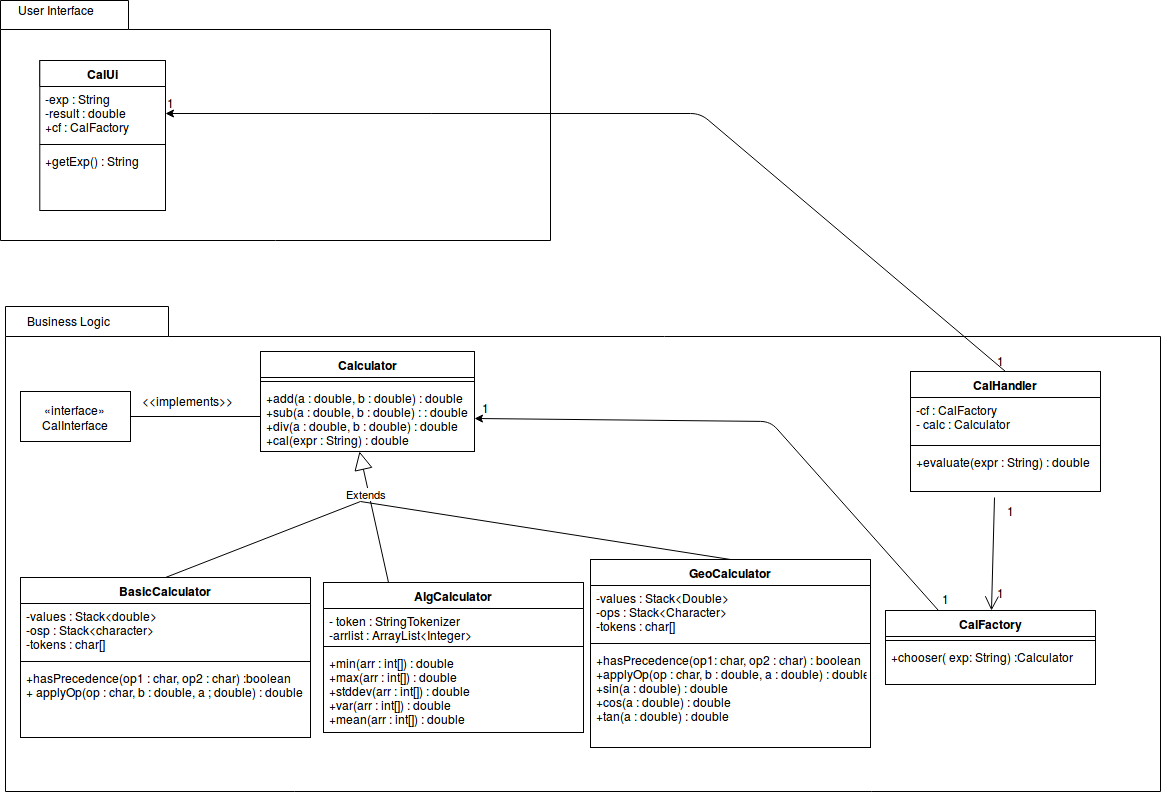 User Interface
CalUi
-exp : String
-result : double
+cf : CalFactory
+getExp() : String
1
1
Business Logic
«interface»
CalInterface
<<implements>>
Calculator
+add(a : double, b : double) : double
+sub(a : double, b : double) : : double
+div(a : double, b : double) : double
+cal(expr : String) : double
1
CalHandler
-cf : CalFactory
- calc : Calculator
+evaluate(expr : String) : double
1
1
Extends
BasicCalculator
-values : Stack<double>
-osp : Stack<character>
-tokens : char[]
+hasPrecedence(op1 : char, op2 : char) :boolean
+ applyOp(op : char, b : double, a ; double) : double
AlgCalculator
- token : StringTokenizer
-arrlist : ArrayList<Integer>
+min(arr : int[]) : double
+max(arr : int[]) : double
+stddev(arr : int[]) : double
+var(arr : int[]) : double
+mean(arr : int[]) : double
GeoCalculator
-values : Stack<Double>
-ops : Stack<Character>
-tokens : char[]
+hasPrecedence(op1: char, op2 : char) : boolean
+applyOp(op : char, b : double, a : double) : double
+sin(a : double) : double
+cos(a : double) : double
+tan(a : double) : double
1
CalFactory
+chooser( exp: String) :Calculator